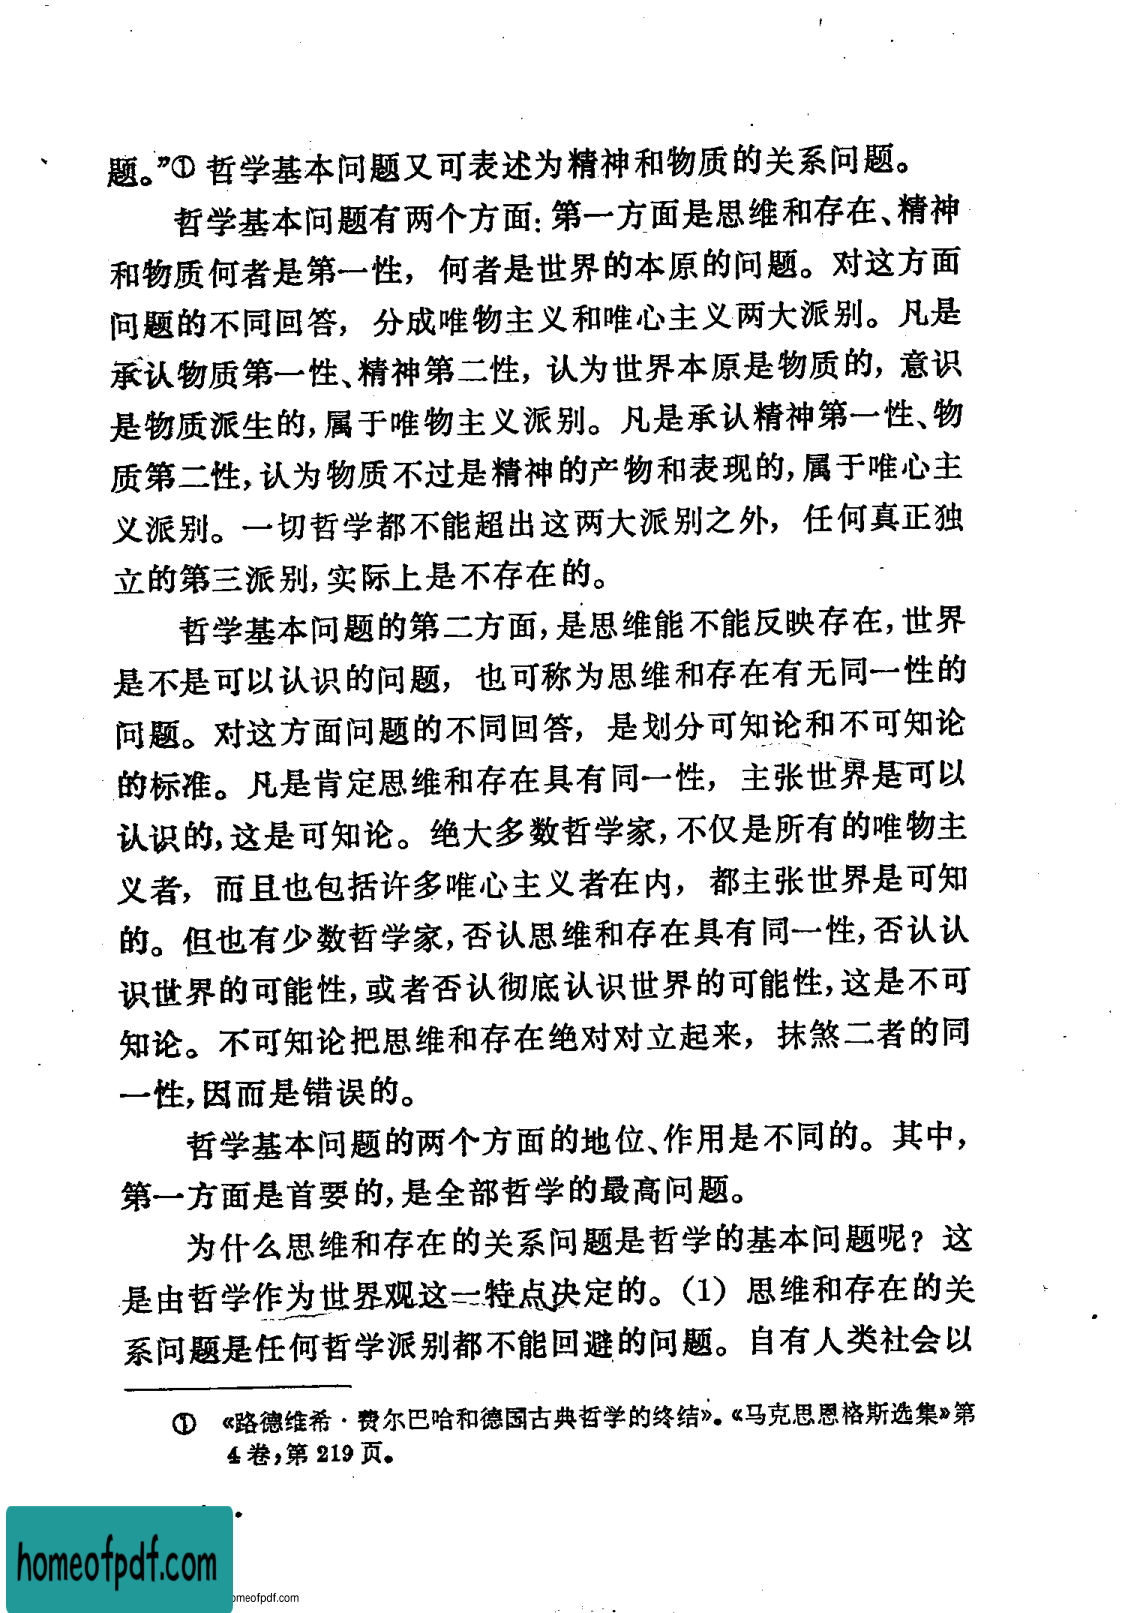 题。”① 哲学基本问题又可表述为精神和物质的关系问题。
哲学基本问题有两个方面：第一方面是思维和存在、精神
和物质何者是第一性，何者是世界的本原的问题。对这方面
问题的不同回答，分成唯物主义和唯心主义两大派别。凡是
承认物质第一性、精神第二性，认为世界本原是物质的，意识
是物质派生的，属于唯物主义派别。凡是承认精神第一性、物
质第二性，认为物质不过是精神的产物和表现的，属于唯心主
义派别。一切哲学都不能超出这两大派别之外，任何真正独
立的第三派别，实际上是不存在的。
哲学基本问题的第二方面，是思维能不能反映存在，世界
是不是可以认识的问题，也可称为思维和存在有无同一性的
问题。对这方面问题的不同回答，是划分可知论和不可知论
的标准。凡是肯定思维和存在具有同一性，主张世界是可以
认识的，这是可知论。绝大多数哲学家，不仅是所有的唯物主
义者，而且也包括许多唯心主义者在内，都主张世界是可知
的。但也有少数哲学家，否认思维和存在具有同一性，否认认
识世界的可能性，或者否认彻底认识世界的可能性，这是不可
知论。不可知论把思维和存在绝对对立起来，抹煞二者的同
一性，因而是错误的。
哲学基本问题的两个方面的地位、作用是不同的。其中，
第一方面是首要的，是全部哲学的最高问题。
为什么思维和存在的关系问题是哲学的基本问题呢？这
是由哲学作为世界观这一特点决定的。（1）思维和存在的关
系问题是任何哲学派别都不能回避的问题。自有人类社会以
① 《路德维希·费尔巴哈和德国古典哲学的终结》。《马克思恩格斯选集》第
4 卷，第 219 页。
homeofpdf.com
omeofpdf.com